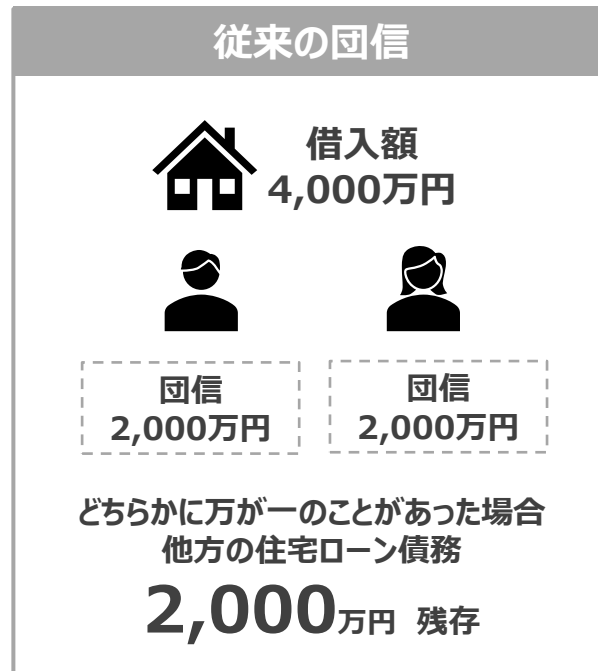 従来の団信
借入額
4,000万円
団信
2,000万円
団信
2,000万円
どちらかに万が一のことがあった場合
他方の住宅ローン債務
2,000万円 残存